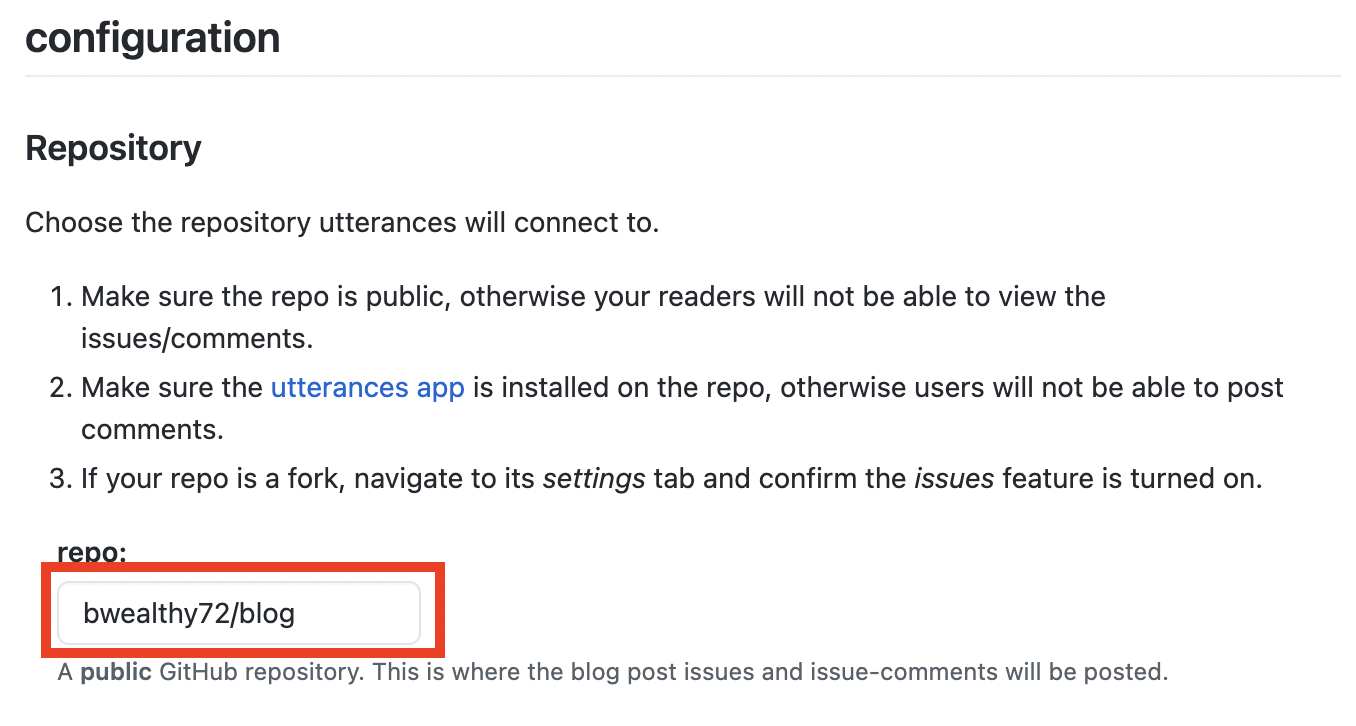 configuration
Repository
Choose the repository utterances will connect to.
1. Make sure the repo is public, otherwise your readers will not be able to view the
issues/comments.
2. Make sure the utterances app is installed on the repo, otherwise users will not be able to post
comments.
3. If your repo is a fork, navigate to its settings tab and confirm the issues feature is turned on.
repo:
bwealthy72/blog
A public GitHub repository. This is where the blog post issues and issue-comments will be posted.